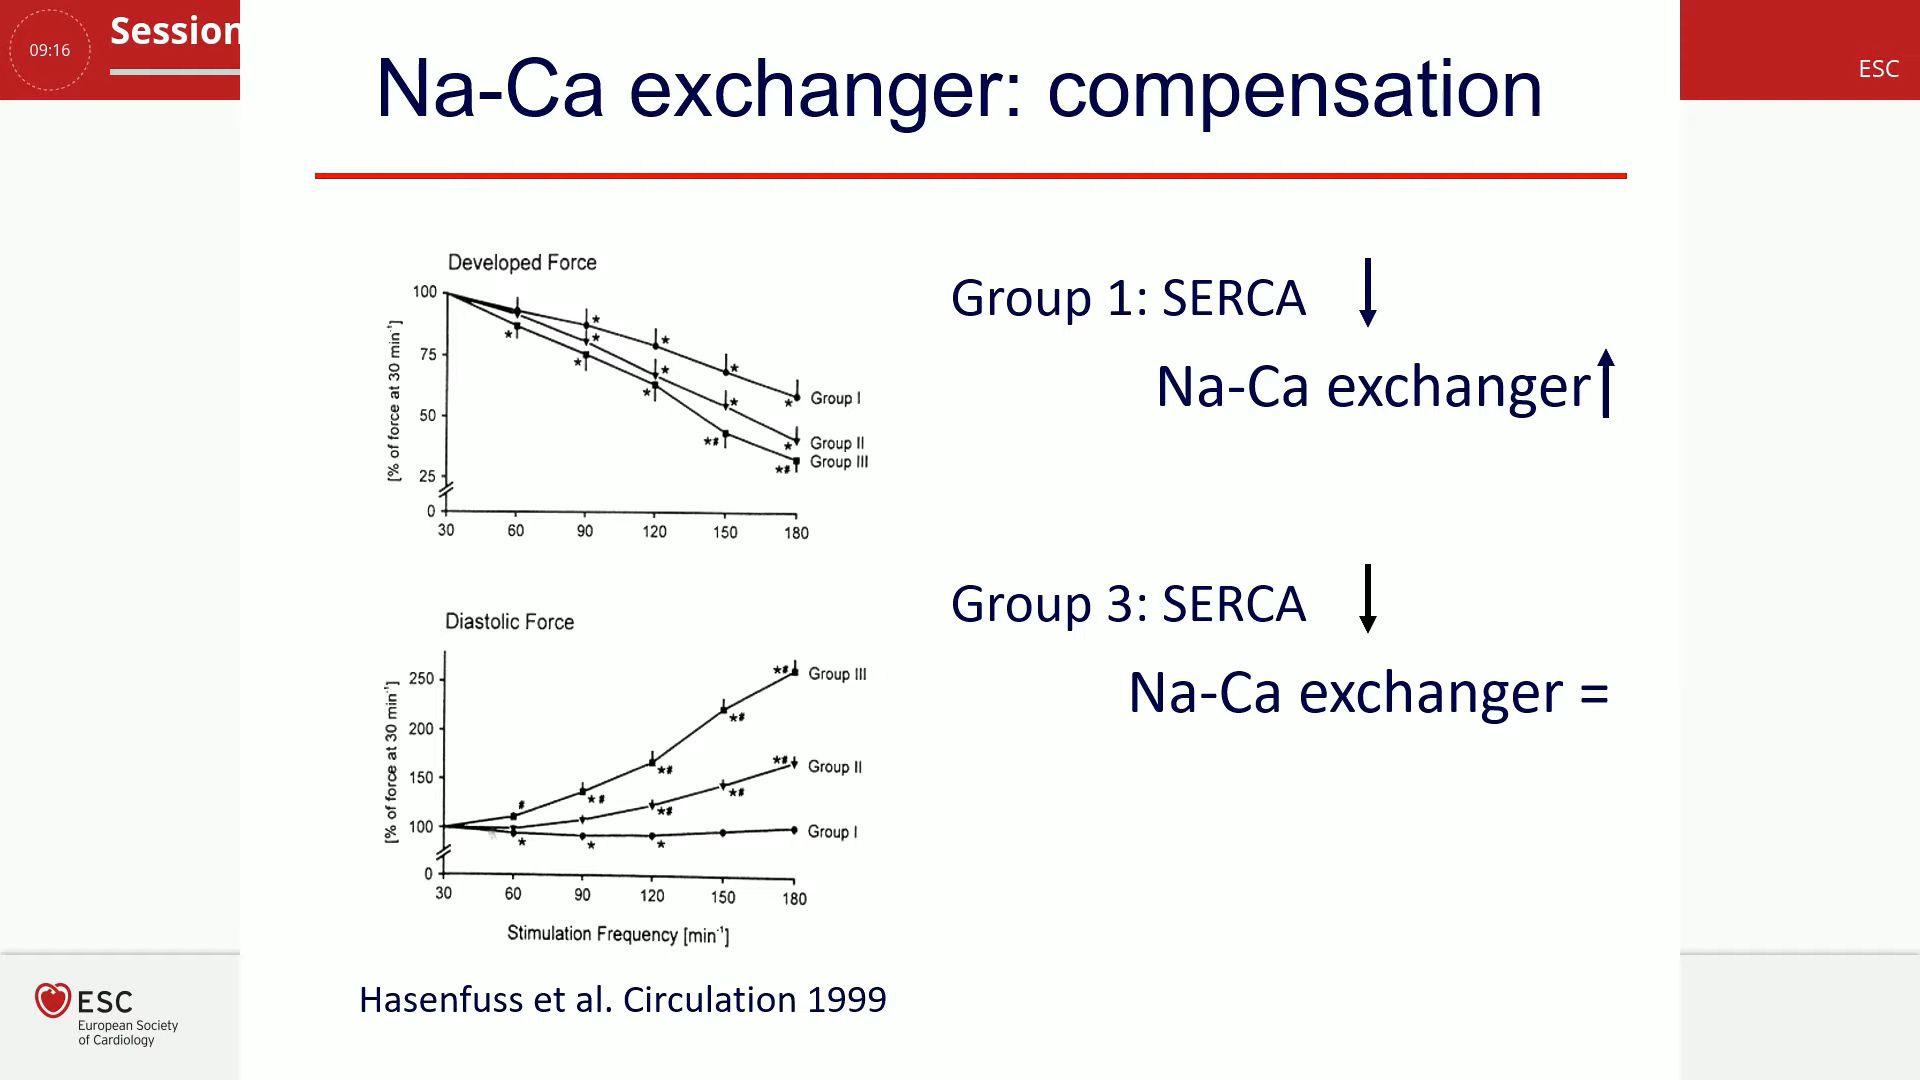 09:16
Session
ESC
Na-Ca exchanger: compensation
Developed Force
[% of force at 30 min⁻¹]
100
75
50
25
0
30 60 90 120 150 180
* * * * *
* * * * *
* * * *# *#
Group I
Group II
Group III
Group 1: SERCA
Na-Ca exchanger
Group 3: SERCA
Na-Ca exchanger =
Diastolic Force
[% of force at 30 min⁻¹]
250
200
150
100
0
30 60 90 120 150 180
# *# *# *# *#
*# *# *#
* * *
Group III
Group II
Group I
Stimulation Frequency [min⁻¹]
Hasenfuss et al. Circulation 1999
ESC
European Society
of Cardiology